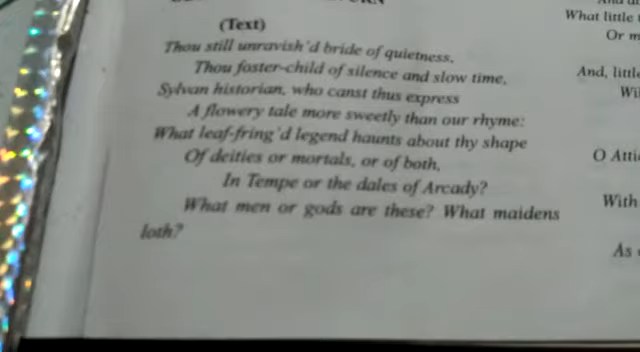 (Text)
Thou still unravish'd bride of quietness,
Thou foster-child of silence and slow time,
Sylvan historian, who canst thus express
A flowery tale more sweetly than our rhyme:
What leaf-fring'd legend haunts about thy shape
Of deities or mortals, or of both,
In Tempe or the dales of Arcady?
What men or gods are these? What maidens
loth?
What little
Or
And, little
O
With
As